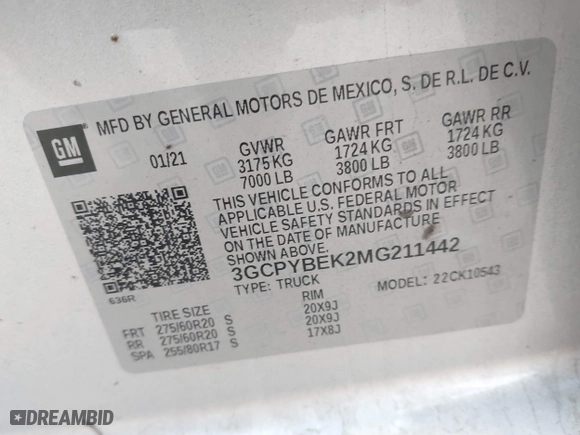 MFD BY GENERAL MOTORS DE MEXICO, S. DE R.L. DE C.V.
GM
01/21
GVWR GAWR FRT GAWR RR
3175 KG 1724 KG 1724 KG
7000 LB 3800 LB 3800 LB
THIS VEHICLE CONFORMS TO ALL
APPLICABLE U.S. FEDERAL MOTOR
VEHICLE SAFETY STANDARDS IN EFFECT
ON THE DATE OF MANUFACTURE
SHOWN ABOVE.
3GCPYBEK2MG211442
TYPE: TRUCK MODEL: 22CK10543
636R
TIRE SIZE RIM
FRT 275/60R20 S 20X9J
RR 275/60R20 S 20X9J
SPA 255/80R17 S 17X8J
DREAMBID